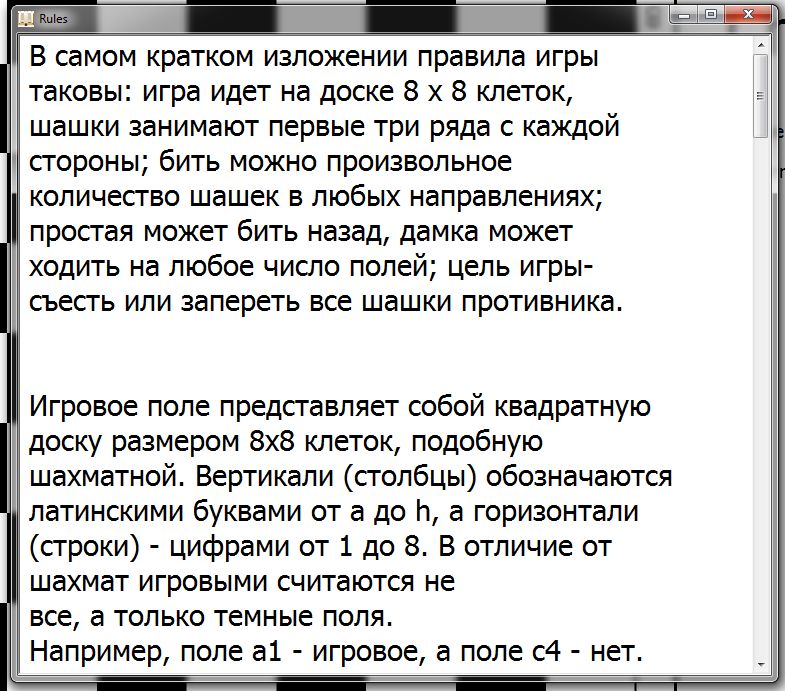 Rules
В самом кратком изложении правила игры
таковы: игра идет на доске 8 х 8 клеток,
шашки занимают первые три ряда с каждой
стороны; бить можно произвольное
количество шашек в любых направлениях;
простая может бить назад, дамка может
ходить на любое число полей; цель игры-
съесть или запереть все шашки противника.
Игровое поле представляет собой квадратную
доску размером 8х8 клеток, подобную
шахматной. Вертикали (столбцы) обозначаются
латинскими буквами от a до h, а горизонтали
(строки) - цифрами от 1 до 8. В отличие от
шахмат игровыми считаются не
все, а только темные поля.
Например, поле a1 - игровое, а поле c4 - нет.